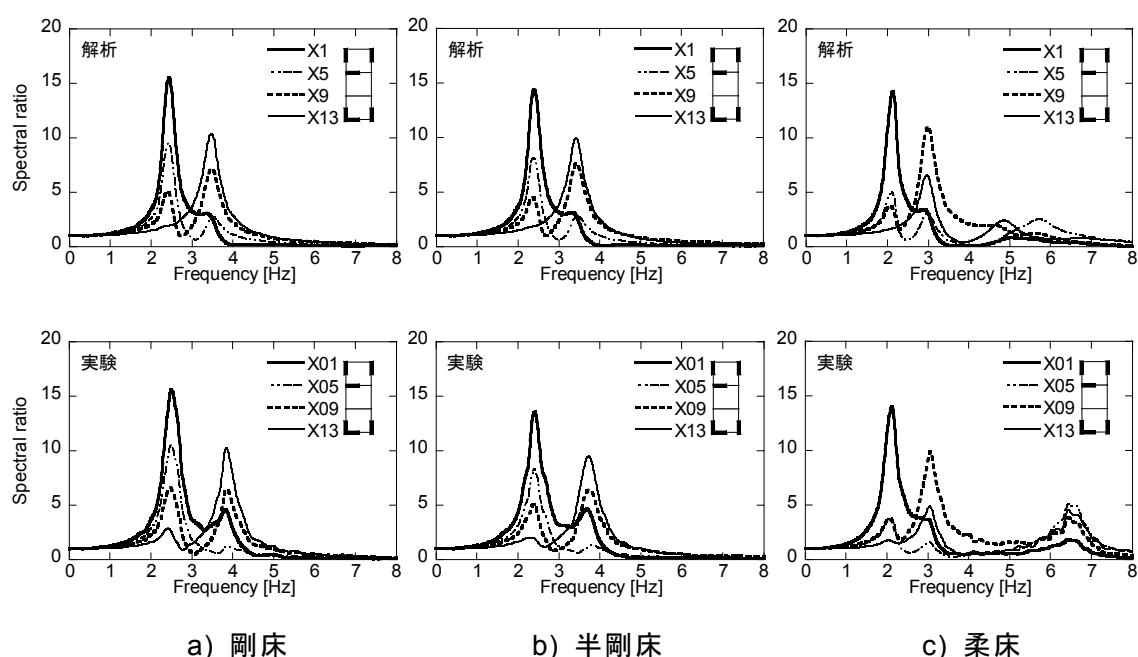 20
15
10
5
0
Spectral ratio
解析
X1
X5
X9
X13
0 1 2 3 4 5 6 7 8
Frequency [Hz]
20
15
10
5
0
解析
X1
X5
X9
X13
0 1 2 3 4 5 6 7 8
Frequency [Hz]
20
15
10
5
0
解析
X1
X5
X9
X13
0 1 2 3 4 5 6 7 8
Frequency [Hz]
20
15
10
5
0
Spectral ratio
実験
X01
X05
X09
X13
0 1 2 3 4 5 6 7 8
Frequency [Hz]
20
15
10
5
0
実験
X01
X05
X09
X13
0 1 2 3 4 5 6 7 8
Frequency [Hz]
20
15
10
5
0
実験
X01
X05
X09
X13
0 1 2 3 4 5 6 7 8
Frequency [Hz]
a) 剛床
b) 半剛床
c) 柔床